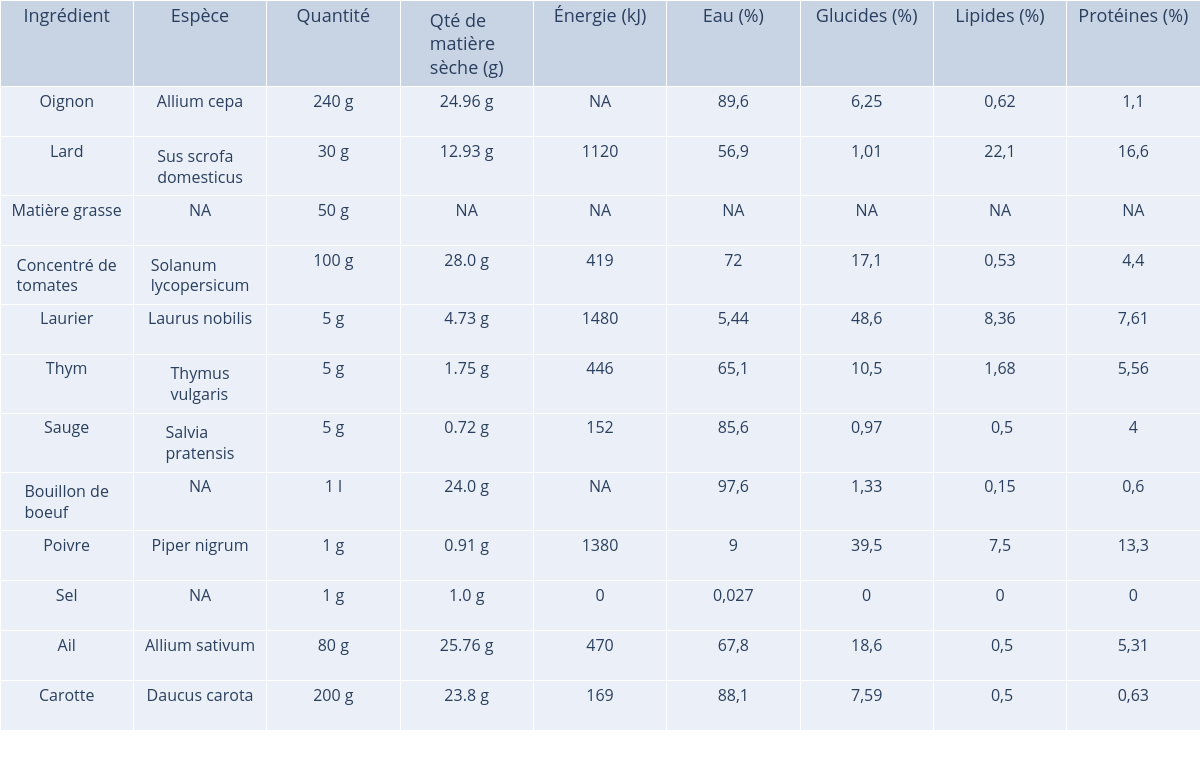 Ingrédient Espèce Quantité Qté de matière sèche (g) Énergie (kJ) Eau (%) Glucides (%) Lipides (%) Protéines (%)
Oignon Allium cepa 240 g 24.96 g NA 89,6 6,25 0,62 1,1
Lard Sus scrofa domesticus 30 g 12.93 g 1120 56,9 1,01 22,1 16,6
Matière grasse NA 50 g NA NA NA NA NA NA
Concentré de tomates Solanum lycopersicum 100 g 28.0 g 419 72 17,1 0,53 4,4
Laurier Laurus nobilis 5 g 4.73 g 1480 5,44 48,6 8,36 7,61
Thym Thymus vulgaris 5 g 1.75 g 446 65,1 10,5 1,68 5,56
Sauge Salvia pratensis 5 g 0.72 g 152 85,6 0,97 0,5 4
Bouillon de boeuf NA 1 l 24.0 g NA 97,6 1,33 0,15 0,6
Poivre Piper nigrum 1 g 0.91 g 1380 9 39,5 7,5 13,3
Sel NA 1 g 1.0 g 0 0,027 0 0 0
Ail Allium sativum 80 g 25.76 g 470 67,8 18,6 0,5 5,31
Carotte Daucus carota 200 g 23.8 g 169 88,1 7,59 0,5 0,63